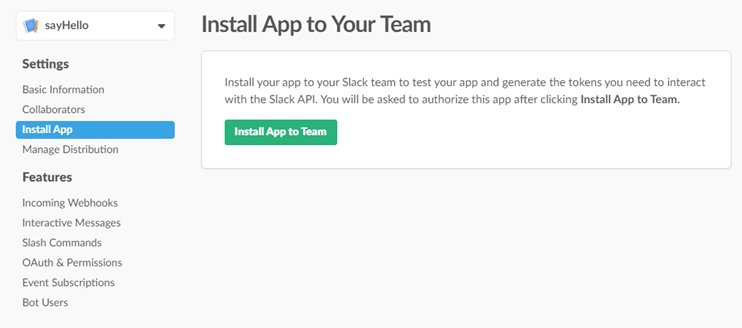 sayHello
Settings
Basic Information
Collaborators
Install App
Manage Distribution
Features
Incoming Webhooks
Interactive Messages
Slash Commands
OAuth & Permissions
Event Subscriptions
Bot Users
Install App to Your Team
Install your app to your Slack team to test your app and generate the tokens you need to interact
with the Slack API. You will be asked to authorize this app after clicking Install App to Team.
Install App to Team